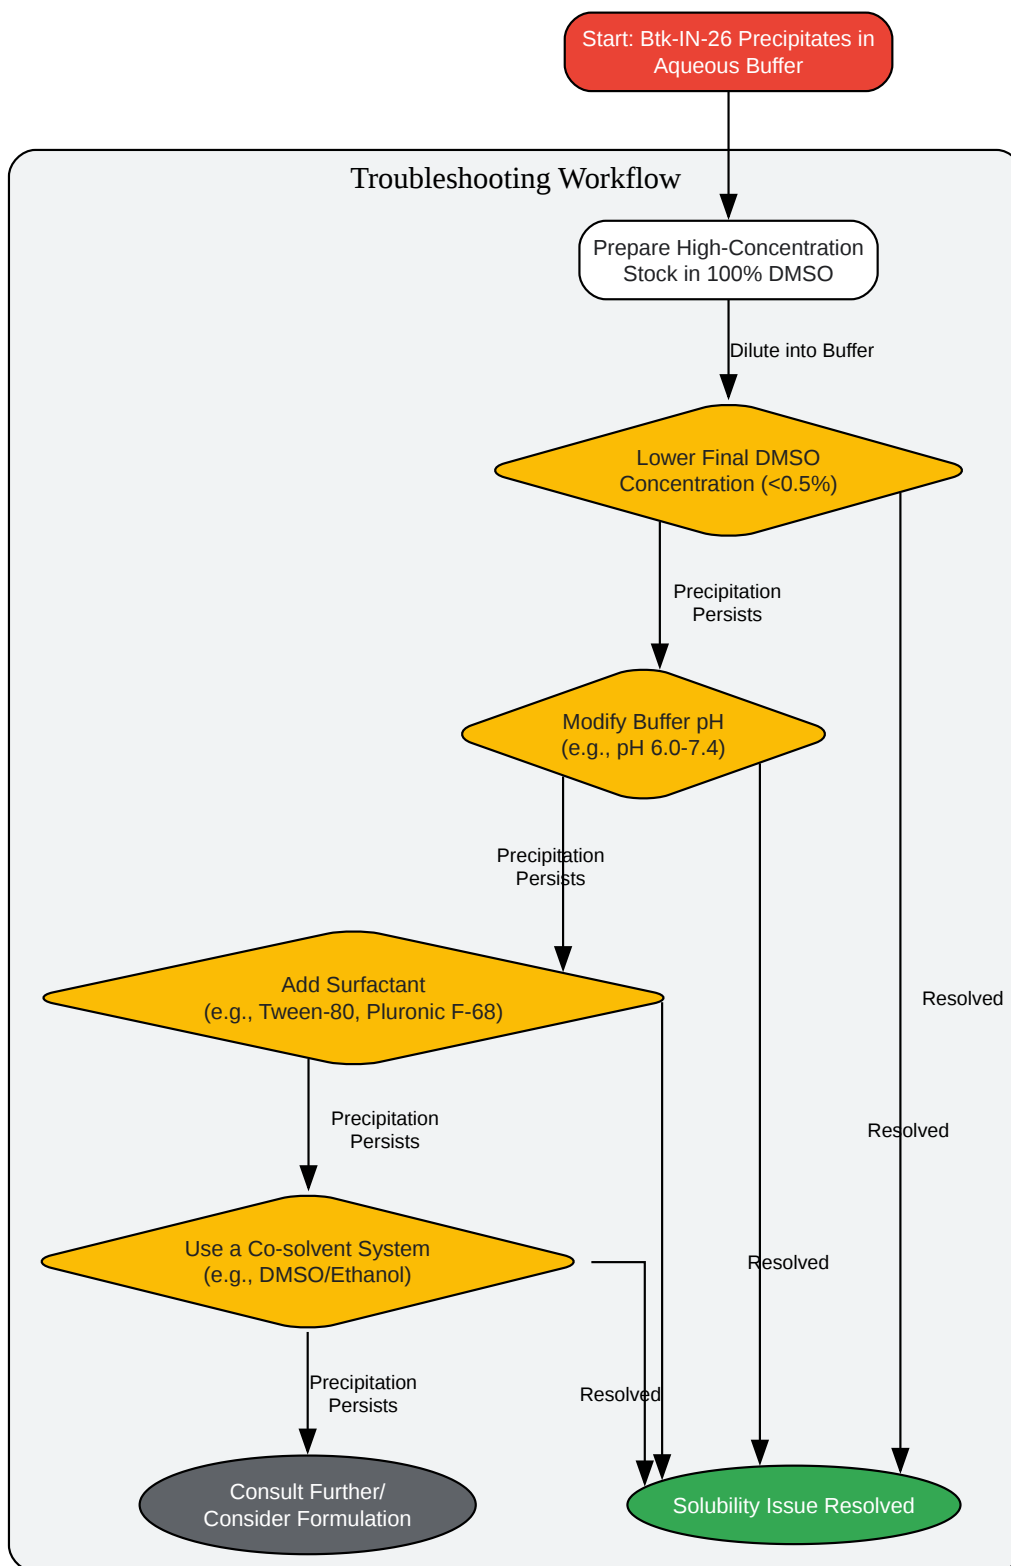 Start: Btk-IN-26 Precipitates in
Aqueous Buffer
Troubleshooting Workflow
Prepare High-Concentration
Stock in 100% DMSO
Dilute into Buffer
Lower Final DMSO
Concentration (<0.5%)
Precipitation
Persists
Modify Buffer pH
(e.g., pH 6.0-7.4)
Precipitation
Persists
Add Surfactant
(e.g., Tween-80, Pluronic F-68)
Resolved
Precipitation
Persists
Resolved
Use a Co-solvent System
(e.g., DMSO/Ethanol)
Resolved
Precipitation
Persists
Resolved
Consult Further/
Consider Formulation
Solubility Issue Resolved